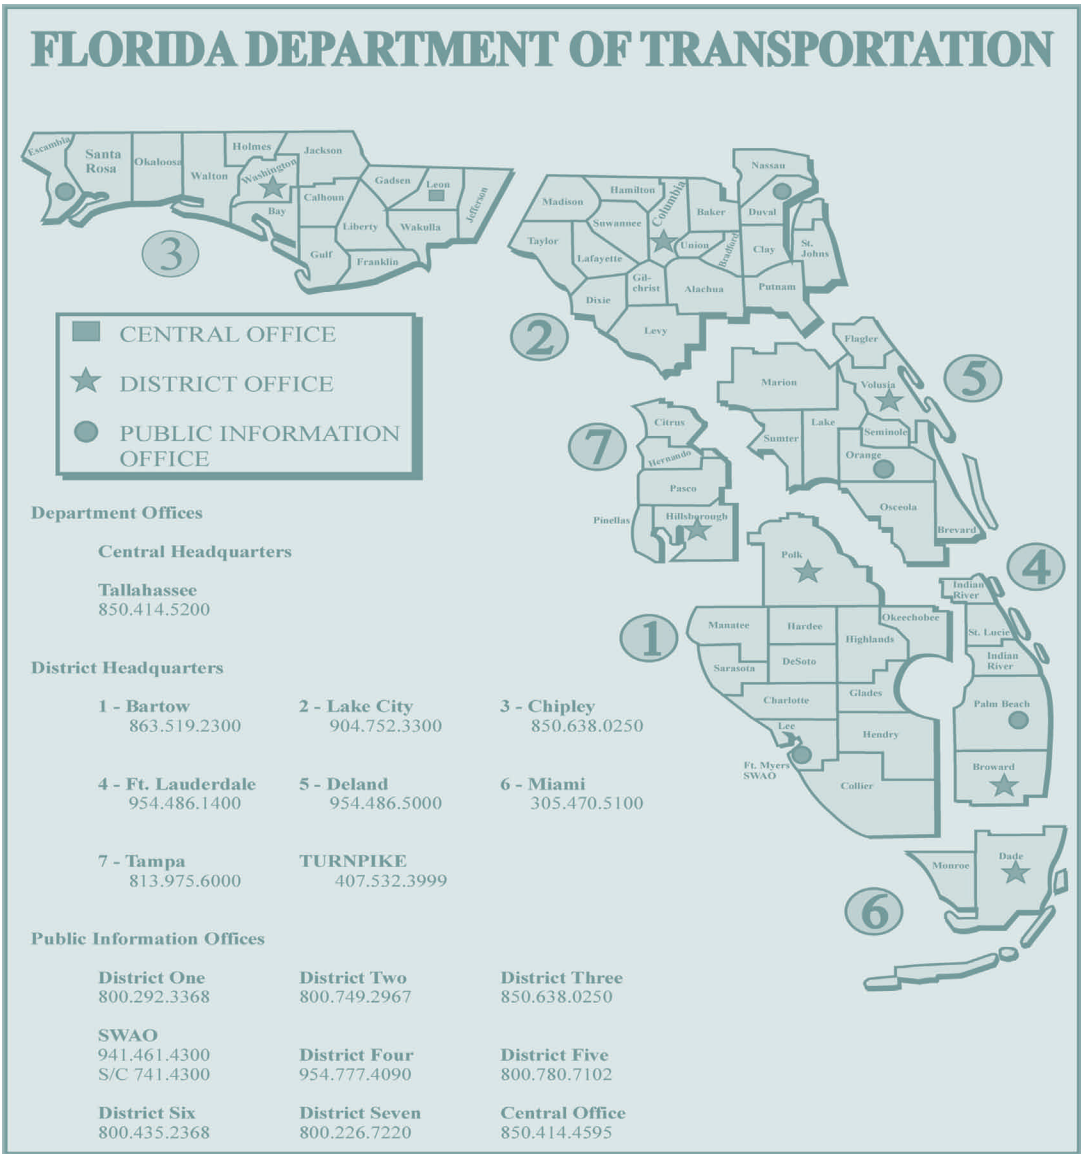 FLORIDA DEPARTMENT OF TRANSPORTATION
Escambia
Santa
Rosa
Okaloosa
Walton
Holmes
Washington
Jackson
Bay
Calhoun
Gulf
Liberty
Franklin
Gadsen
Leon
Wakulla
Jefferson
3
Madison
Hamilton
Columbia
Baker
Nassau
Duval
Suwannee
Taylor
Lafayette
Union
Bradford
Clay
St.
Johns
Gil-
christ
Dixie
Alachua
Putnam
Levy
2
CENTRAL OFFICE
DISTRICT OFFICE
PUBLIC INFORMATION
OFFICE
Flagler
Marion
Volusia
5
Lake
Sumter
Seminole
Orange
Osceola
Brevard
Citrus
Hernando
7
Pasco
Pinellas
Hillsborough
Polk
4
Indian
River
St. Lucie
Indian
River
Palm Beach
Broward
1
Manatee
Hardee
Okeechobee
Highlands
Sarasota
DeSoto
Charlotte
Glades
Lee
Hendry
Ft. Myers
SWAO
Collier
Monroe
Dade
6
Department Offices
Central Headquarters
Tallahassee
850.414.5200
District Headquarters
1 - Bartow
863.519.2300
2 - Lake City
904.752.3300
3 - Chipley
850.638.0250
4 - Ft. Lauderdale
954.486.1400
5 - Deland
954.486.5000
6 - Miami
305.470.5100
7 - Tampa
813.975.6000
TURNPIKE
407.532.3999
Public Information Offices
District One
800.292.3368
District Two
800.749.2967
District Three
850.638.0250
SWAO
941.461.4300
S/C 741.4300
District Four
954.777.4090
District Five
800.780.7102
District Six
800.435.2368
District Seven
800.226.7220
Central Office
850.414.4595